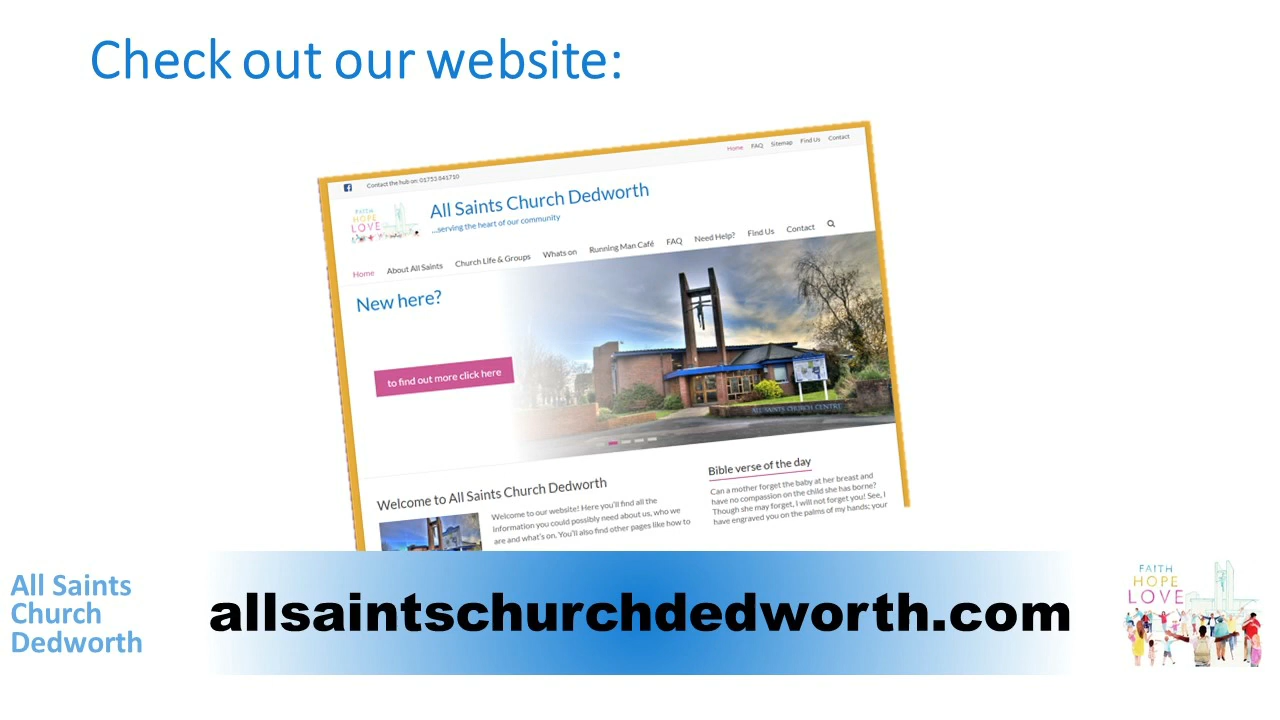 Check out our website:
Contact the hub on: 01753 841710
Home FAQ Sitemap Find Us Contact
FAITH
HOPE
LOVE
All Saints Church Dedworth
...serving the heart of our community
Home About All Saints Church Life & Groups Whats on Running Man Café FAQ Need Help? Find Us Contact
New here?
to find out more click here
ALL SAINTS CHURCH CENTRE
Welcome to All Saints Church Dedworth
Welcome to our website! Here you'll find all the
information you could possibly need about us, who we
are and what's on. You'll also find other pages like how to
Bible verse of the day
Can a mother forget the baby at her breast and
have no compassion on the child she has borne?
Though she may forget, I will not forget you! See, I
have engraved you on the palms of my hands; your
All Saints
Church
Dedworth
allsaintschurchdedworth.com
FAITH
HOPE
LOVE